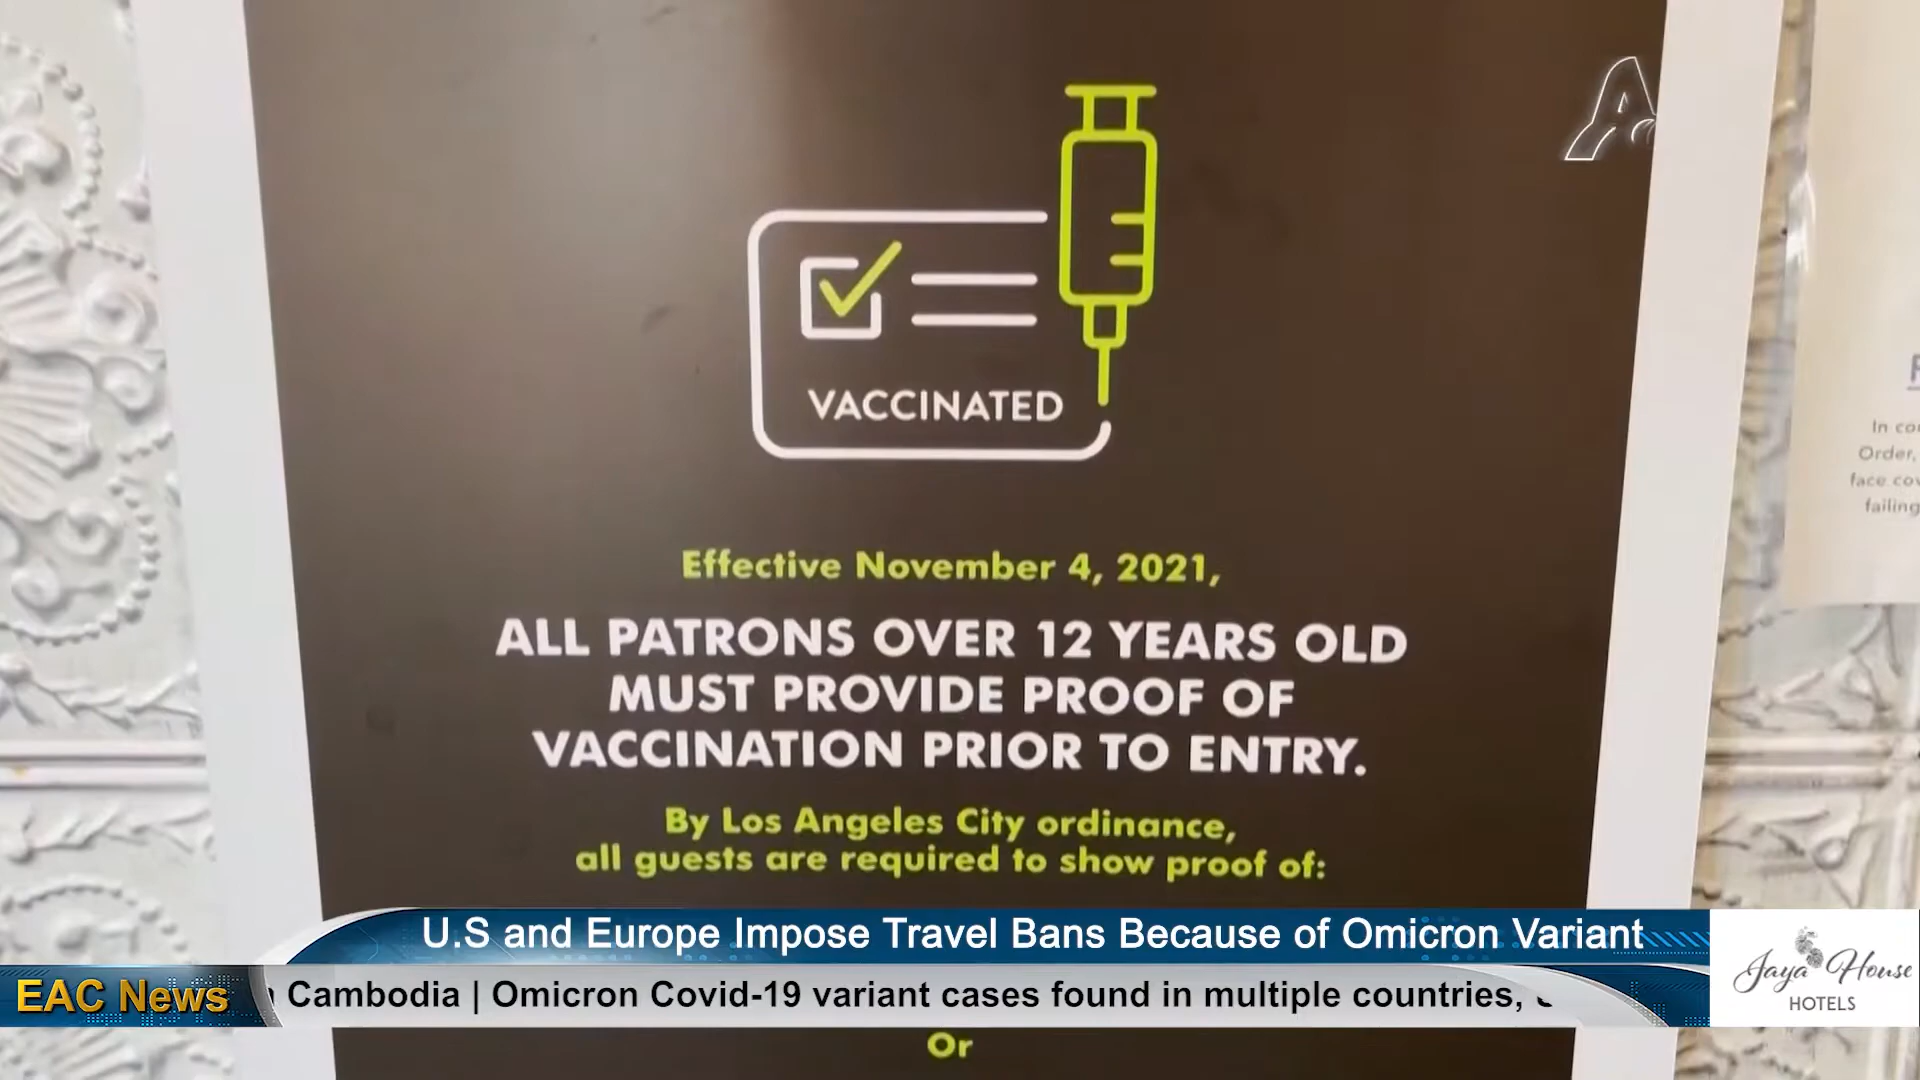 VACCINATED
Effective November 4, 2021,
ALL PATRONS OVER 12 YEARS OLD
MUST PROVIDE PROOF OF
VACCINATION PRIOR TO ENTRY.
By Los Angeles City ordinance,
all guests are required to show proof of:
Or
In
Order,
face
failing
U.S and Europe Impose Travel Bans Because of Omicron Variant
EAC News
Cambodia | Omicron Covid-19 variant cases found in multiple countries,
Jaya House
HOTELS